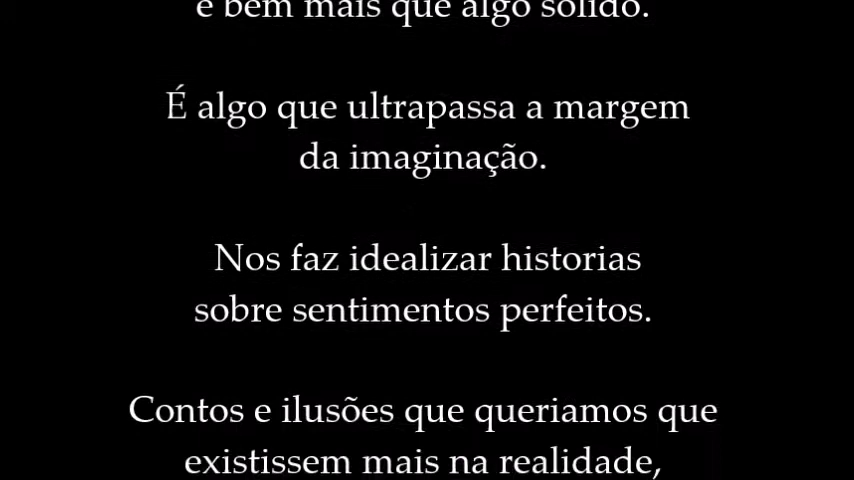 é bem mais que algo sólido.
É algo que ultrapassa a margem
da imaginação.
Nos faz idealizar historias
sobre sentimentos perfeitos.
Contos e ilusões que queriamos que
existissem mais na realidade,